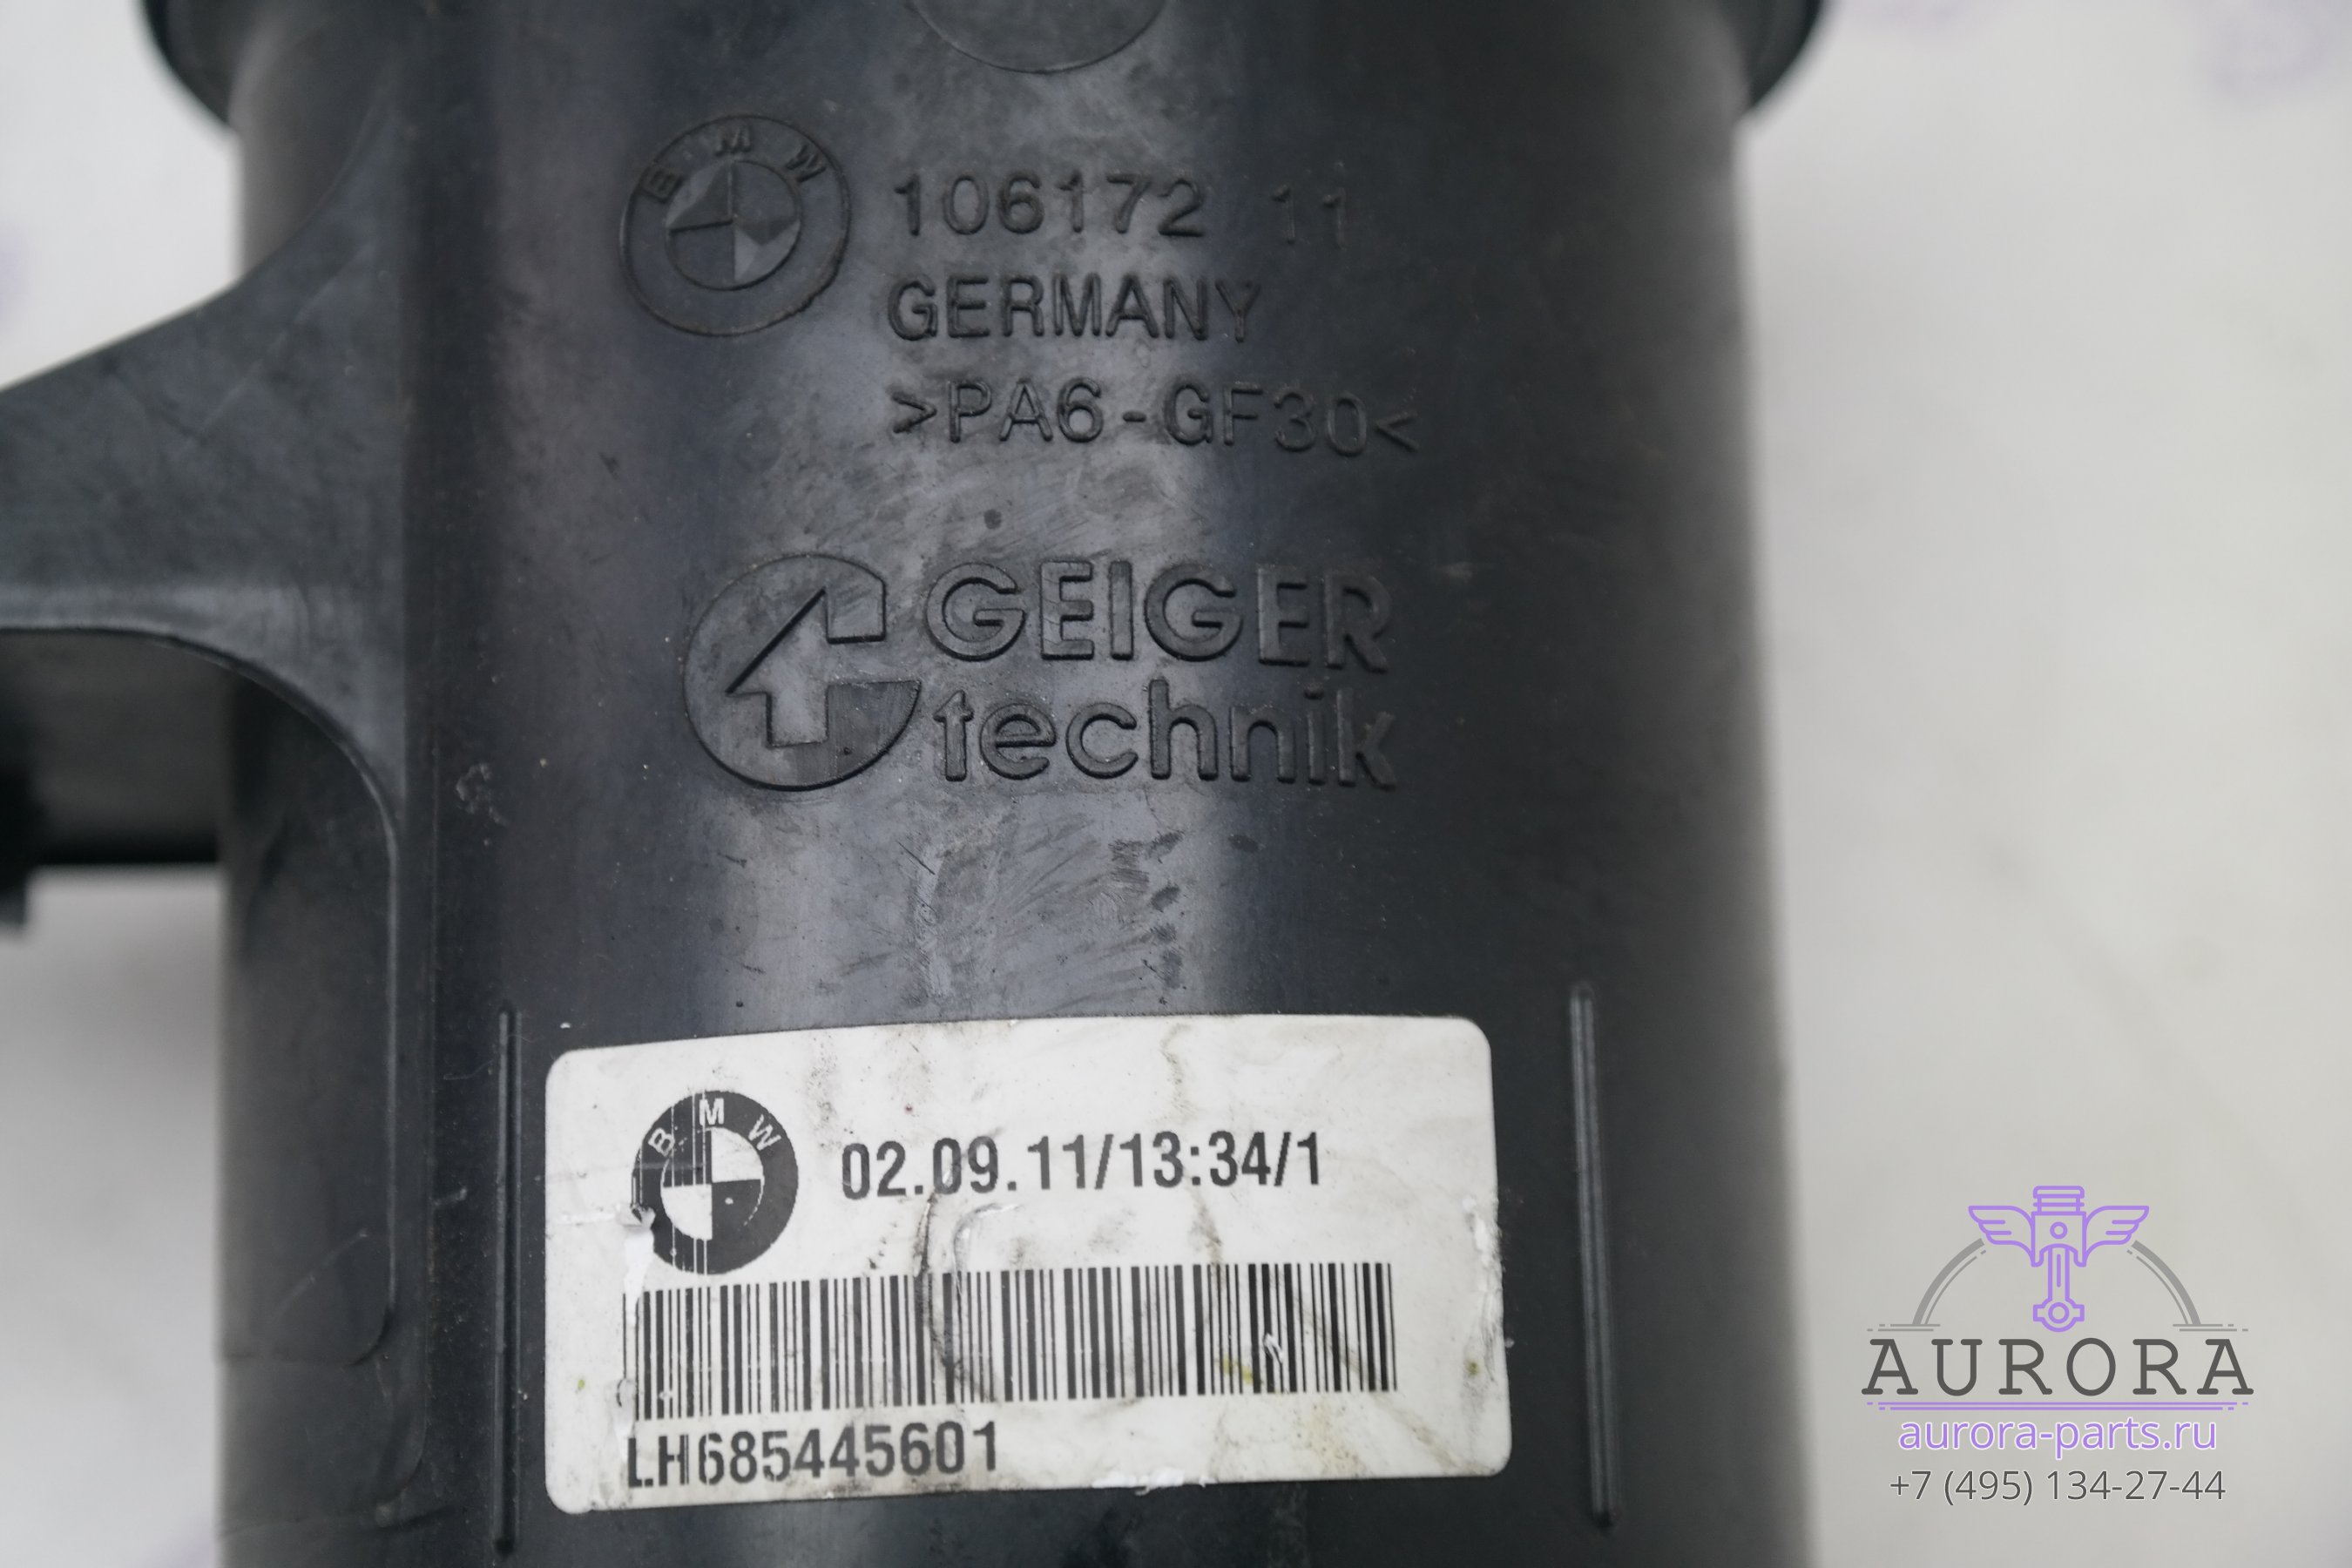 BMW
106172 11
GERMANY
>PA6-GF30<
GEIGER
technik
BMW
02.09.11/13:34/1
LH685445601
AURORA
aurora-parts.ru
+7 (495) 134-27-44